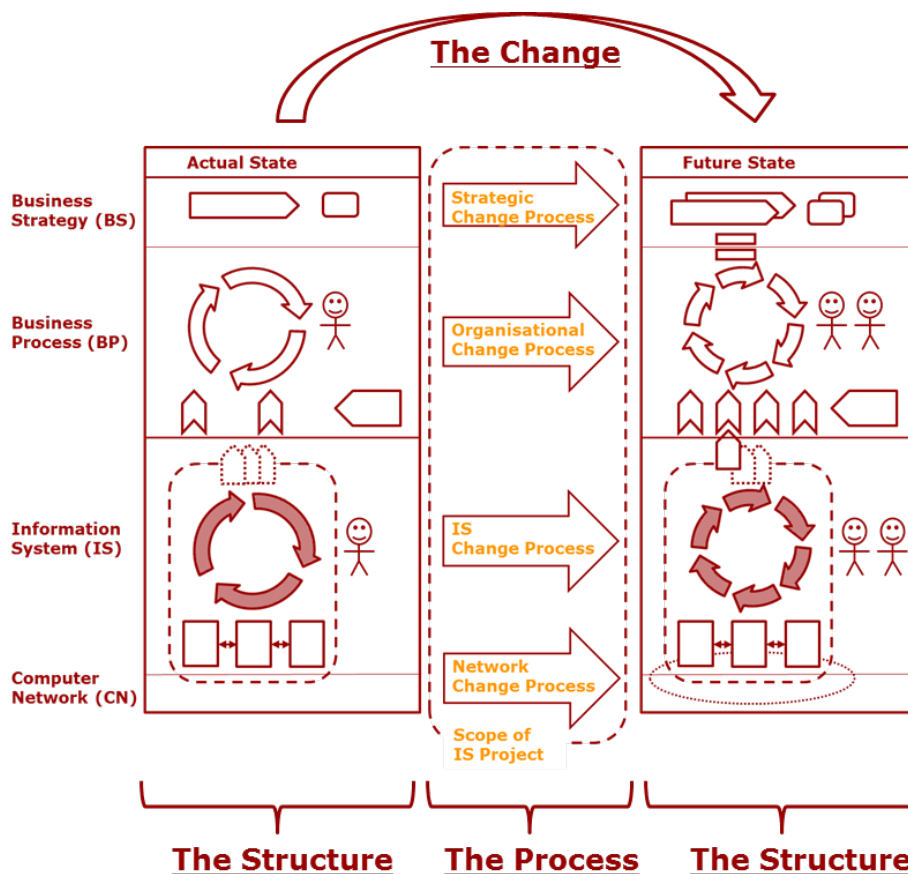 The Change
Actual State
Future State
Business
Strategy (BS)
Strategic
Change Process
Business
Process (BP)
Organisational
Change Process
Information
System (IS)
IS
Change Process
Computer
Network (CN)
Network
Change Process
Scope of
IS Project
The Structure
The Process
The Structure